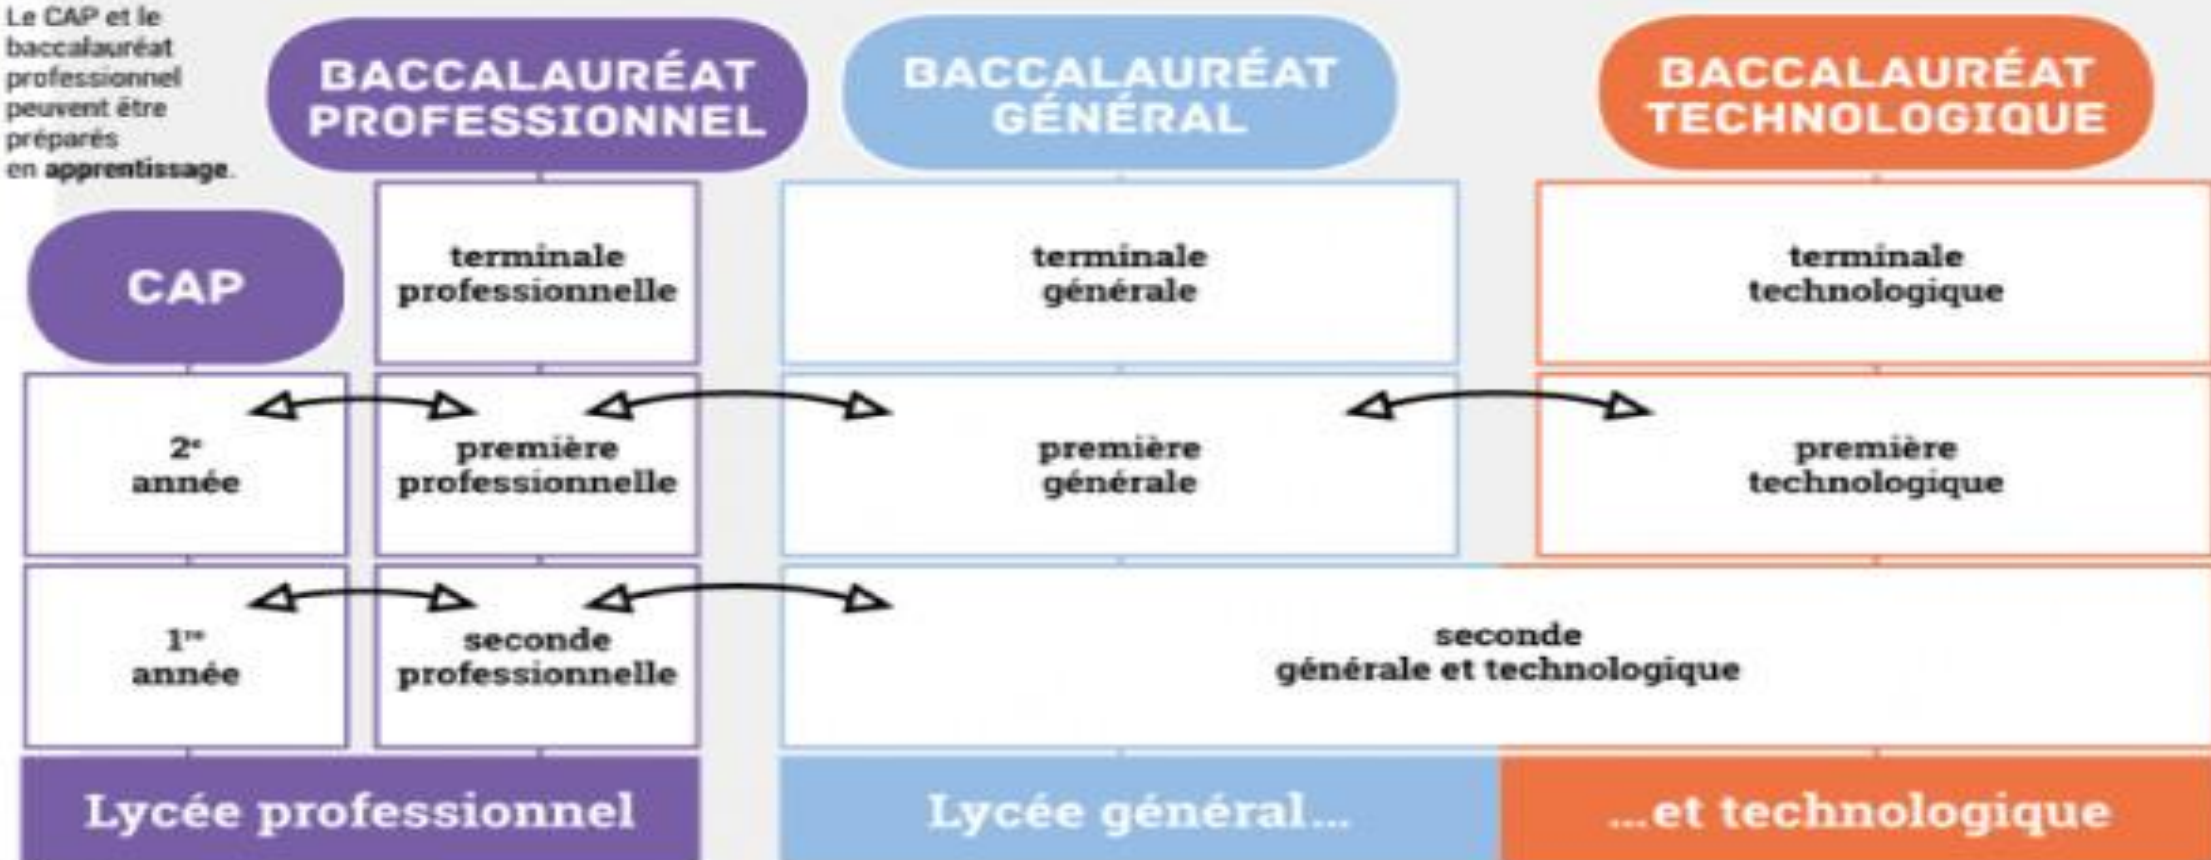 Le CAP et le
baccalauréat
professionnel
peuvent être
préparés
en apprentissage.
BACCALAURÉAT
PROFESSIONNEL
BACCALAURÉAT
GÉNÉRAL
BACCALAURÉAT
TECHNOLOGIQUE
CAP
terminale
professionnelle
terminale
générale
terminale
technologique
2e
année
première
professionnelle
première
générale
première
technologique
1re
année
seconde
professionnelle
seconde
générale et technologique
Lycée professionnel
Lycée général...
...et technologique